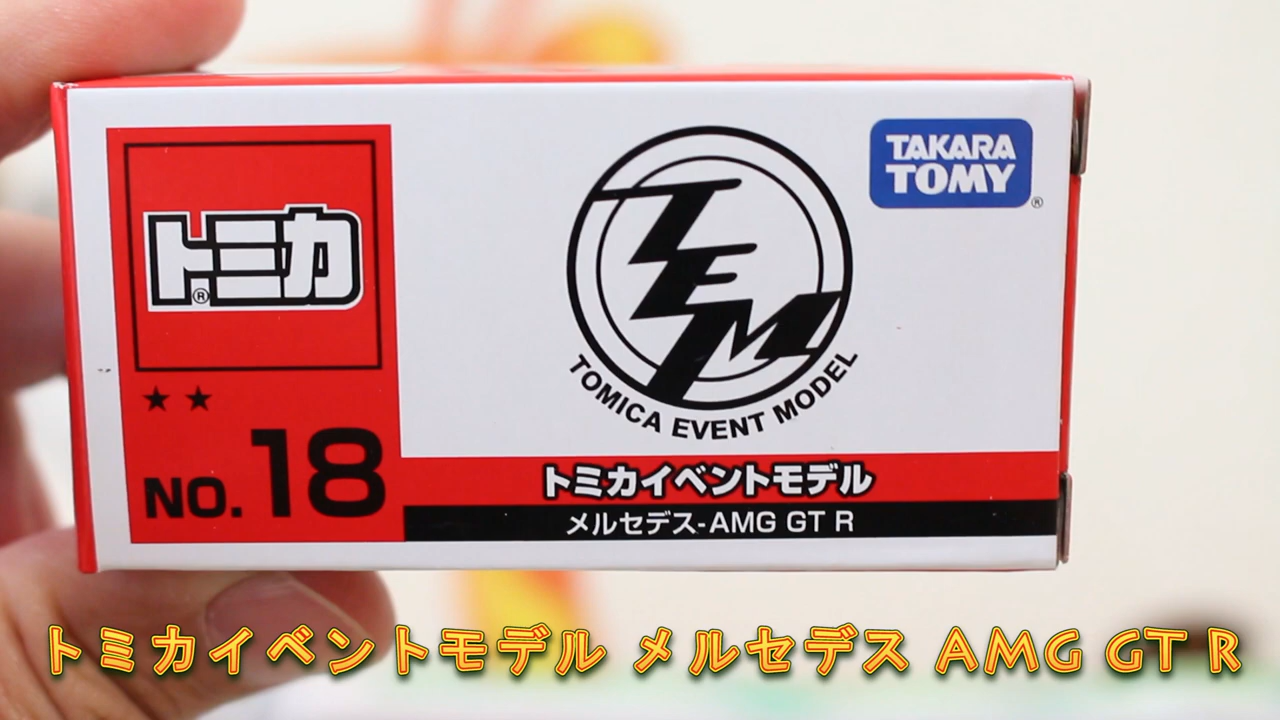 トミカ
®
★★
NO. 18
TEM
TOMICA EVENT MODEL
TAKARA
TOMY
®
トミカイベントモデル
メルセデス-AMG GT R
トミカイベントモデル メルセデス AMG GT R